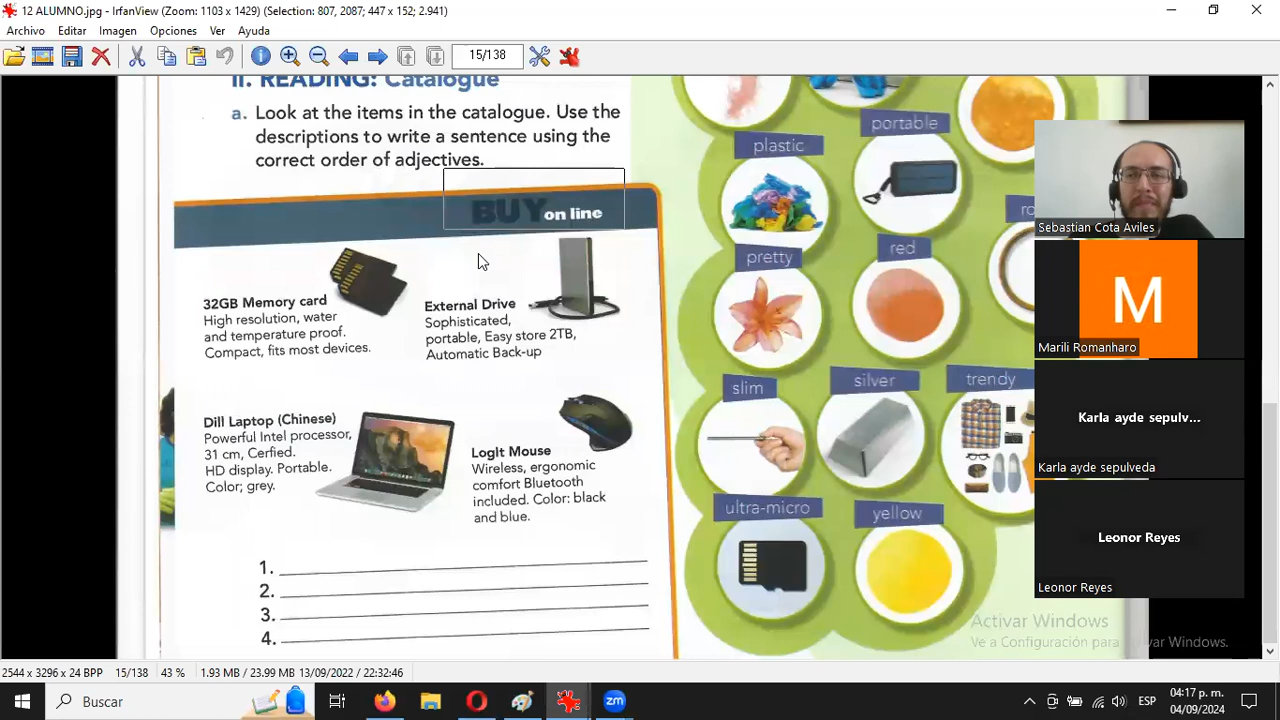 12 ALUMNO.jpg - IrfanView (Zoom: 1103 x 1429) (Selection: 807, 2087; 447 x 152; 2.941)
Archivo Editar Imagen Opciones Ver Ayuda
15/138
II. READING: Catalogue
a. Look at the items in the catalogue. Use the
descriptions to write a sentence using the
correct order of adjectives.
BUY on line
32GB Memory card
High resolution, water
and temperature proof.
Compact, fits most devices.
External Drive
Sophisticated,
portable, Easy store 2TB,
Automatic Back-up
Dill Laptop (Chinese)
Powerful Intel processor,
31 cm, Cerfied.
HD display. Portable.
Color; grey.
LogIt Mouse
Wireless, ergonomic
comfort Bluetooth
included. Color: black
and blue.
1.
2.
3.
4.
plastic
portable
pretty
red
slim
silver
trendy
ultra-micro
yellow
Sebastian Cota Aviles
M
Marili Romanharo
Karla ayde sepulv...
Karla ayde sepulveda
Leonor Reyes
Leonor Reyes
Activar Windows
Ve a Configuración para activar Windows.
2544 x 3296 x 24 BPP 15/138 43 % 1.93 MB / 23.99 MB 13/09/2022 / 22:32:46
Buscar
zm
ESP
04:17 p. m.
04/09/2024